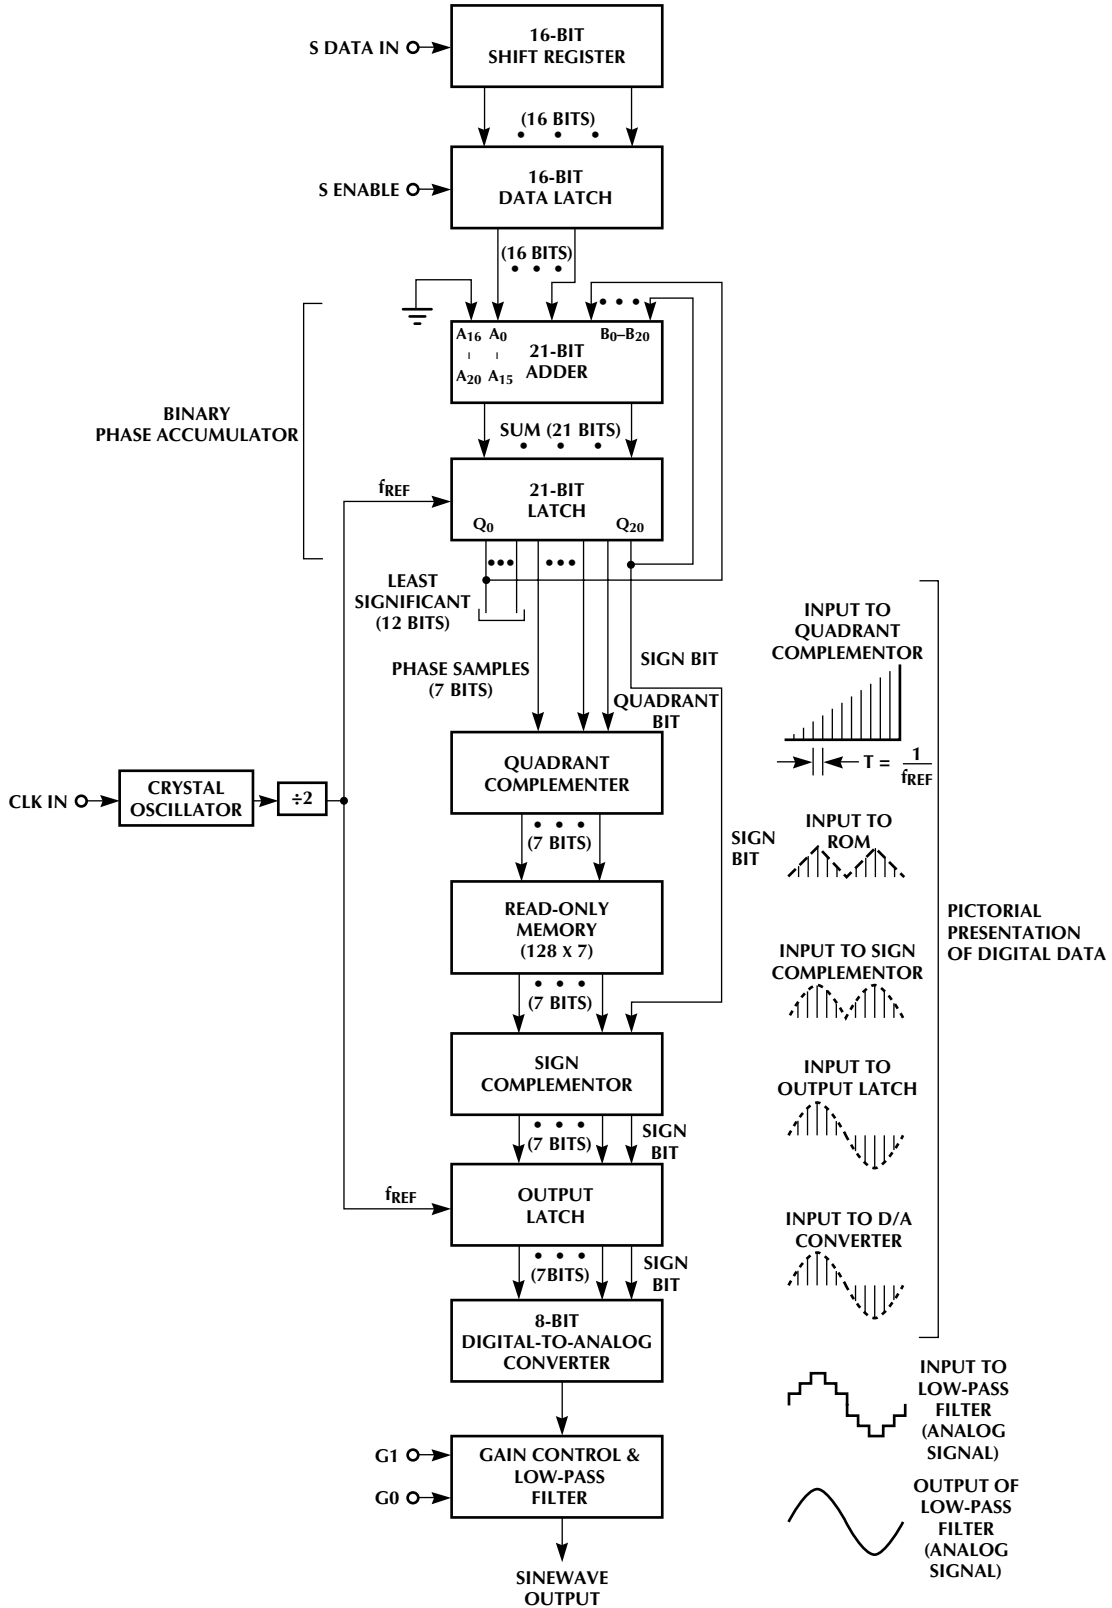 S DATA IN
16-BIT
SHIFT REGISTER
(16 BITS)
S ENABLE
16-BIT
DATA LATCH
(16 BITS)
A16 A0
B0–B20
A20 A15
21-BIT
ADDER
BINARY
PHASE ACCUMULATOR
SUM (21 BITS)
fREF
21-BIT
LATCH
Q0
Q20
LEAST
SIGNIFICANT
(12 BITS)
PHASE SAMPLES
(7 BITS)
SIGN BIT
QUADRANT
BIT
QUADRANT
COMPLEMENTER
CLK IN
CRYSTAL
OSCILLATOR
÷2
(7 BITS)
SIGN
BIT
READ-ONLY
MEMORY
(128 X 7)
(7 BITS)
SIGN
COMPLEMENTOR
(7 BITS)
SIGN
BIT
fREF
OUTPUT
LATCH
(7BITS)
SIGN
BIT
8-BIT
DIGITAL-TO-ANALOG
CONVERTER
G1
G0
GAIN CONTROL &
LOW-PASS
FILTER
SINEWAVE
OUTPUT
INPUT TO
QUADRANT
COMPLEMENTOR
T = 1
fREF
INPUT TO
ROM
PICTORIAL
PRESENTATION
OF DIGITAL DATA
INPUT TO SIGN
COMPLEMENTOR
INPUT TO
OUTPUT LATCH
INPUT TO D/A
CONVERTER
INPUT TO
LOW-PASS
FILTER
(ANALOG
SIGNAL)
OUTPUT OF
LOW-PASS
FILTER
(ANALOG
SIGNAL)